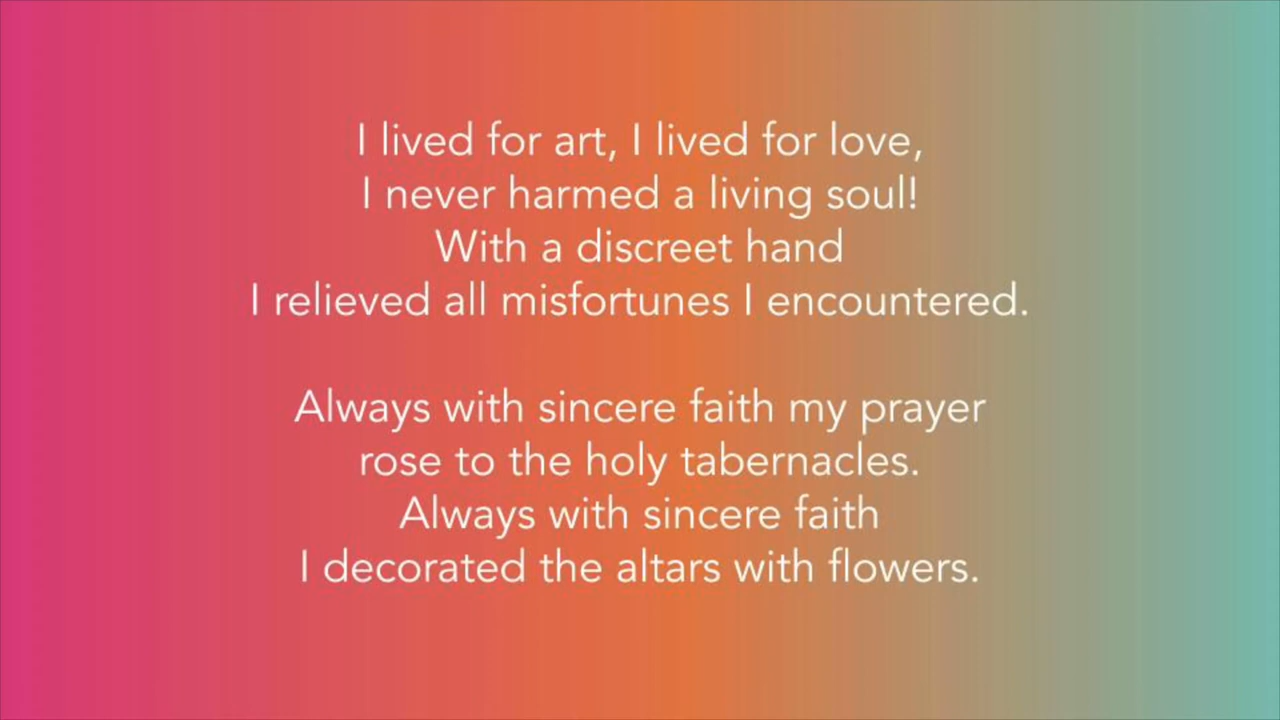 I lived for art, I lived for love,
I never harmed a living soul!
With a discreet hand
I relieved all misfortunes I encountered.
Always with sincere faith my prayer
rose to the holy tabernacles.
Always with sincere faith
I decorated the altars with flowers.